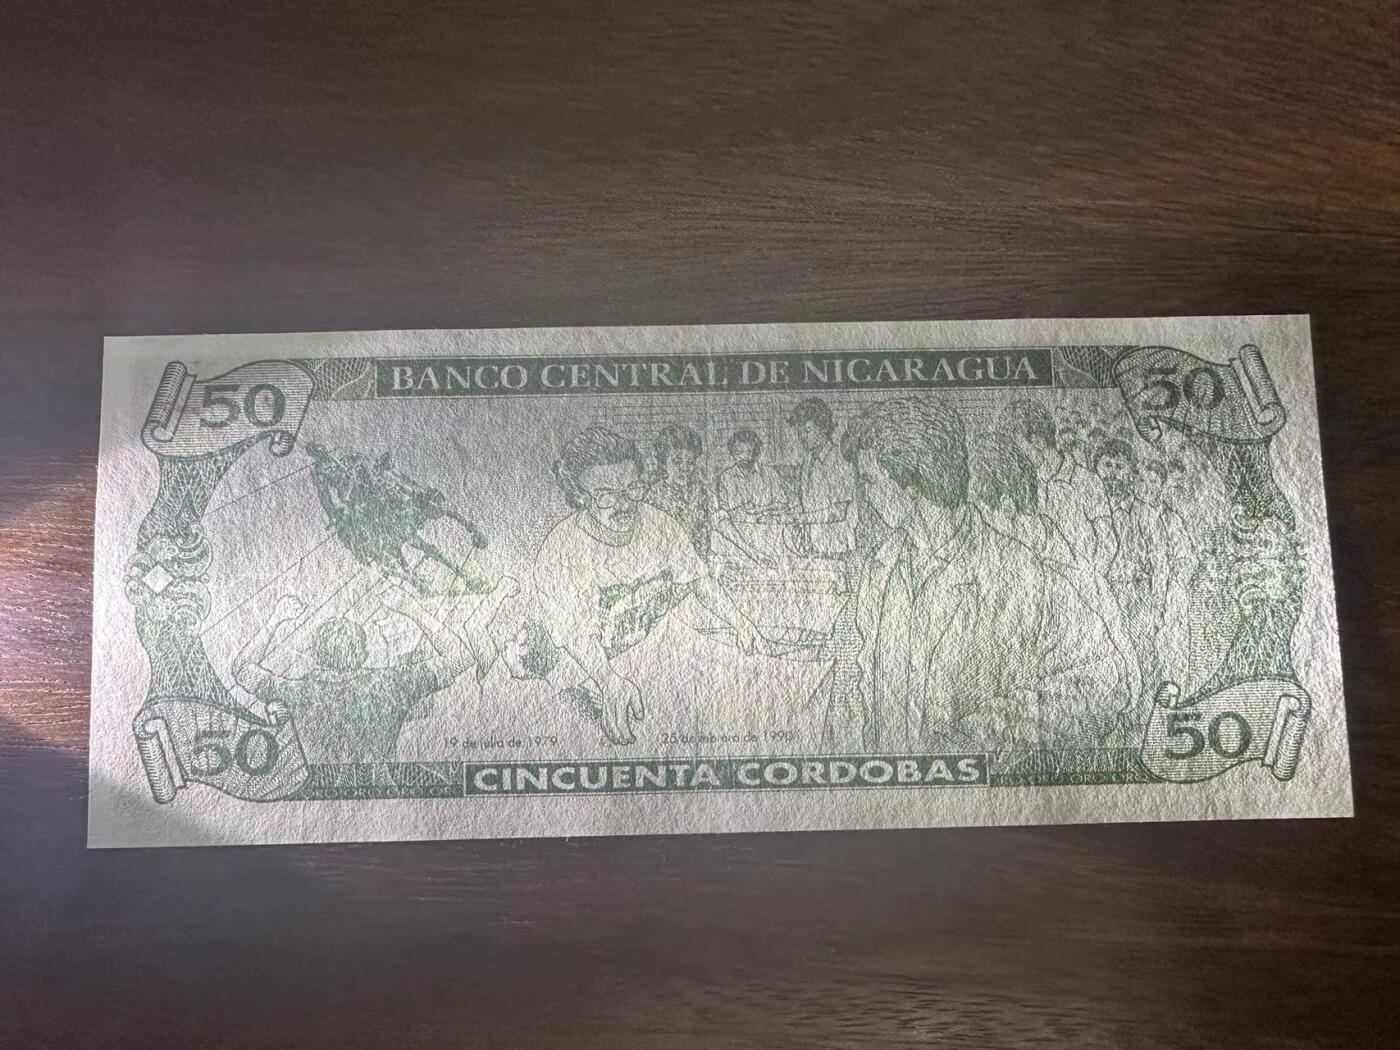 BANCO CENTRAL DE NICARAGUA
50
50
19 de julio de 1979
25 de febrero de 1990
50
50
CINCUENTA CORDOBAS